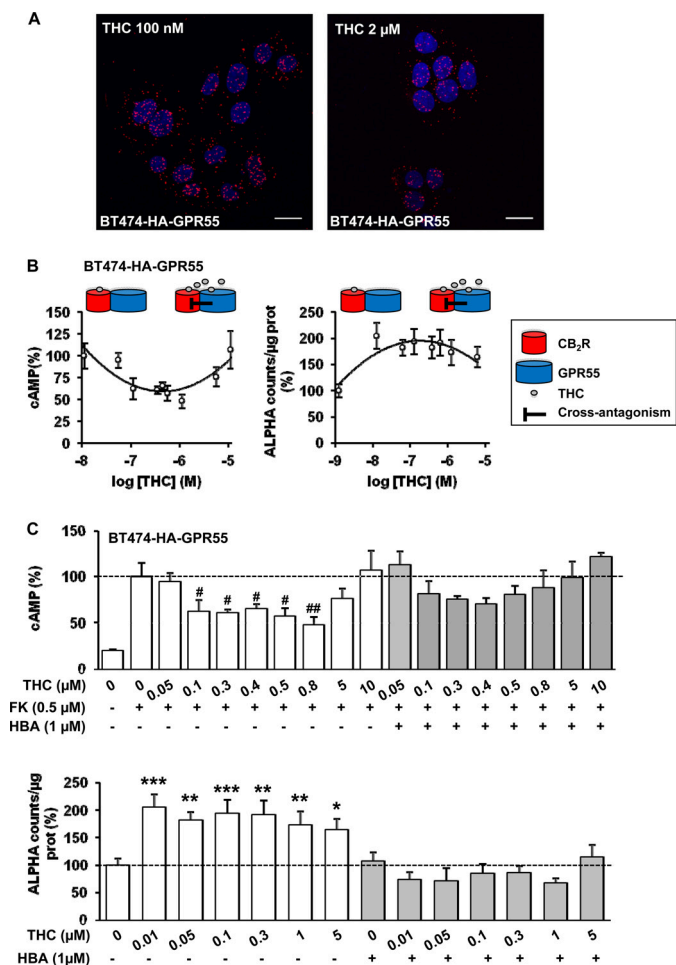 A
THC 100 nM
THC 2 µM
BT474-HA-GPR55
BT474-HA-GPR55
B
BT474-HA-GPR55
cAMP(%)
150
125
100
75
50
25
0
-8
-7
-6
-5
log [THC] (M)
ALPHA counts/µg prot
(%)
250
200
150
100
50
0
-9
-8
-7
-6
-5
log [THC] (M)
CB2R
GPR55
THC
Cross-antagonism
C
BT474-HA-GPR55
cAMP (%)
150
100
50
0
# # # # ##
THC (µM) 0 0 0.05 0.1 0.3 0.4 0.5 0.8 5 10 0.05 0.1 0.3 0.4 0.5 0.8 5 10
FK (0.5 µM) - + + + + + + + + + + + + + + + + +
HBA (1 µM) - - - - - - - - - - + + + + + + + +
ALPHA counts/µg
prot (%)
250
200
150
100
50
0
*** ** *** ** ** *
THC (µM) 0 0.01 0.05 0.1 0.3 1 5 0 0.01 0.05 0.1 0.3 1 5
HBA (1µM) - - - - - - - + + + + + + +